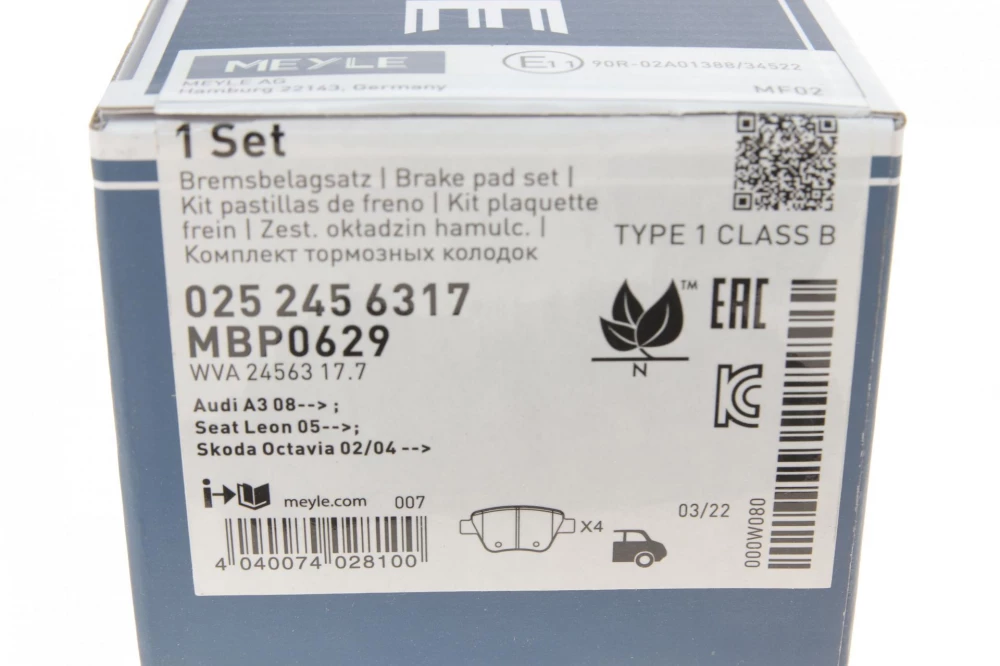 MEYLE
MEYLE AG
Hamburg 22143, Germany
E11 90R-02A01388/34522
MF02
1 Set
Bremsbelagsatz | Brake pad set |
Kit pastillas de freno | Kit plaquette
frein | Zest. okładzin hamulc. |
Комплект тормозных колодок
TYPE 1 CLASS B
025 245 6317
MBP0629
WVA 24563 17.7
TM
EAC
N
KC
Audi A3 08--> ;
Seat Leon 05-->;
Skoda Octavia 02/04 -->
i
meyle.com 007
X4
03/22
000W080
4 040074 028100